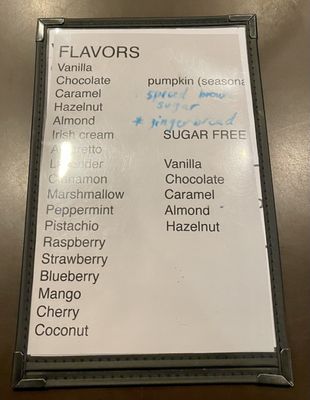 FLAVORS
Vanilla
Chocolate
Caramel
Hazelnut
Almond
Irish cream
Amaretto
Lavender
Cinnamon
Marshmallow
Peppermint
Pistachio
Raspberry
Strawberry
Blueberry
Mango
Cherry
Coconut
pumpkin (seasona
spiced brown
sugar
* gingerbread
SUGAR FREE
Vanilla
Chocolate
Caramel
Almond
Hazelnut